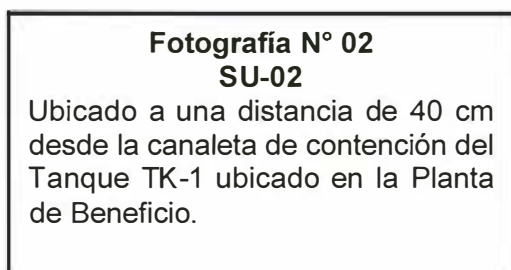 Fotografía N° 02
SU-02
Ubicado a una distancia de 40 cm
desde la canaleta de contención del
Tanque TK-1 ubicado en la Planta
de Beneficio.